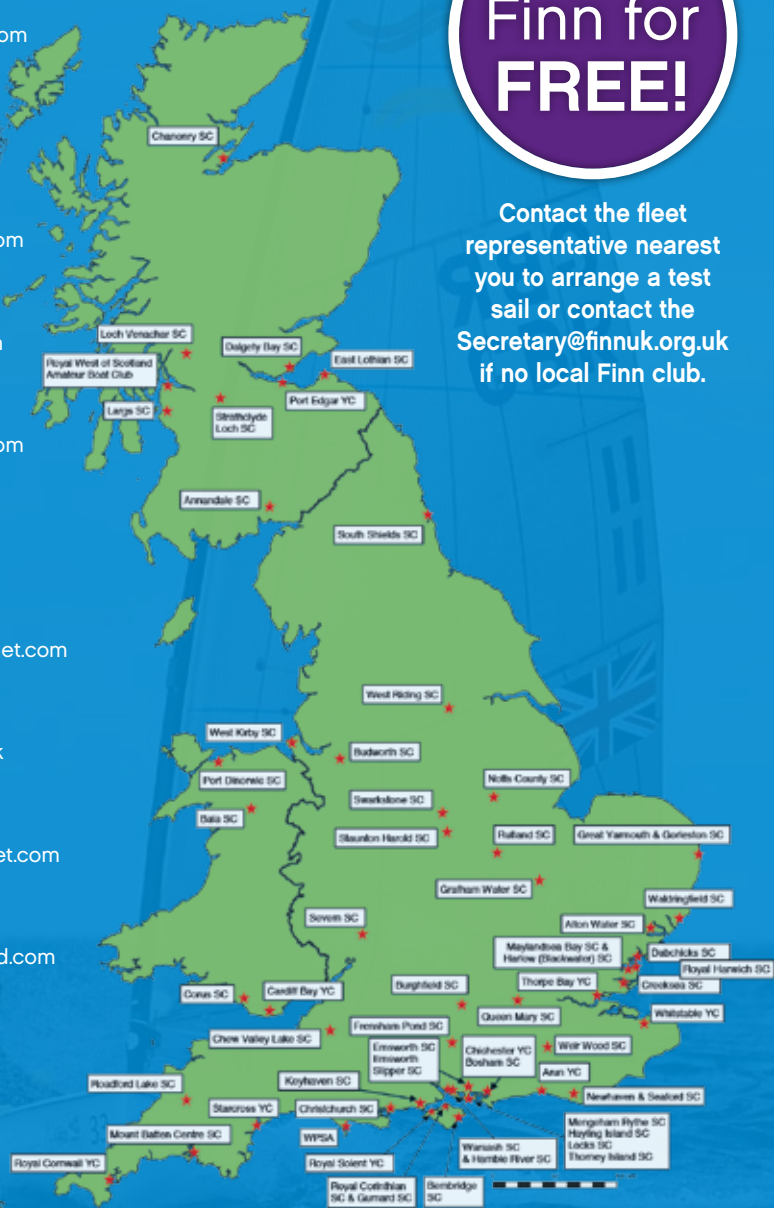 Finn for
FREE!
Contact the fleet
representative nearest
you to arrange a test
sail or contact the
Secretary@finnuk.org.uk
if no local Finn club.
om
om
om
et.com
k
et.com
d.com
Chanonry SC
Loch Venachar SC
Royal West of Scotland
Amateur Boat Club
Largs SC
Dalgety Bay SC
East Lothian SC
Port Edgar YC
Strathclyde
Loch SC
Annandale SC
South Shields SC
West Riding SC
West Kirby SC
Budworth SC
Port Dinorwic SC
Bala SC
Notts County SC
Swarkstone SC
Staunton Harold SC
Rutland SC
Great Yarmouth & Gorleston SC
Grafham Water SC
Waldringfield SC
Severn SC
Alton Water SC
Maylandsea Bay SC &
Harlow (Blackwater) SC
Dabchicks SC
Royal Harwich SC
Creeksea SC
Thorpe Bay YC
Corus SC
Cardiff Bay YC
Burghfield SC
Queen Mary SC
Whitstable YC
Chew Valley Lake SC
Frensham Pond SC
Emsworth SC
Emsworth
Slipper SC
Chichester YC
Bosham SC
Weir Wood SC
Arun YC
Newhaven & Seaford SC
Roadford Lake SC
Keyhaven SC
Starcross YC
Christchurch SC
Mount Batten Centre SC
WPSA
Royal Cornwall YC
Royal Solent YC
Warsash SC
& Hamble River SC
Mengeham Rythe SC
Hayling Island SC
Locks SC
Thorney Island SC
Royal Corinthian
SC & Gurnard SC
Bembridge
SC